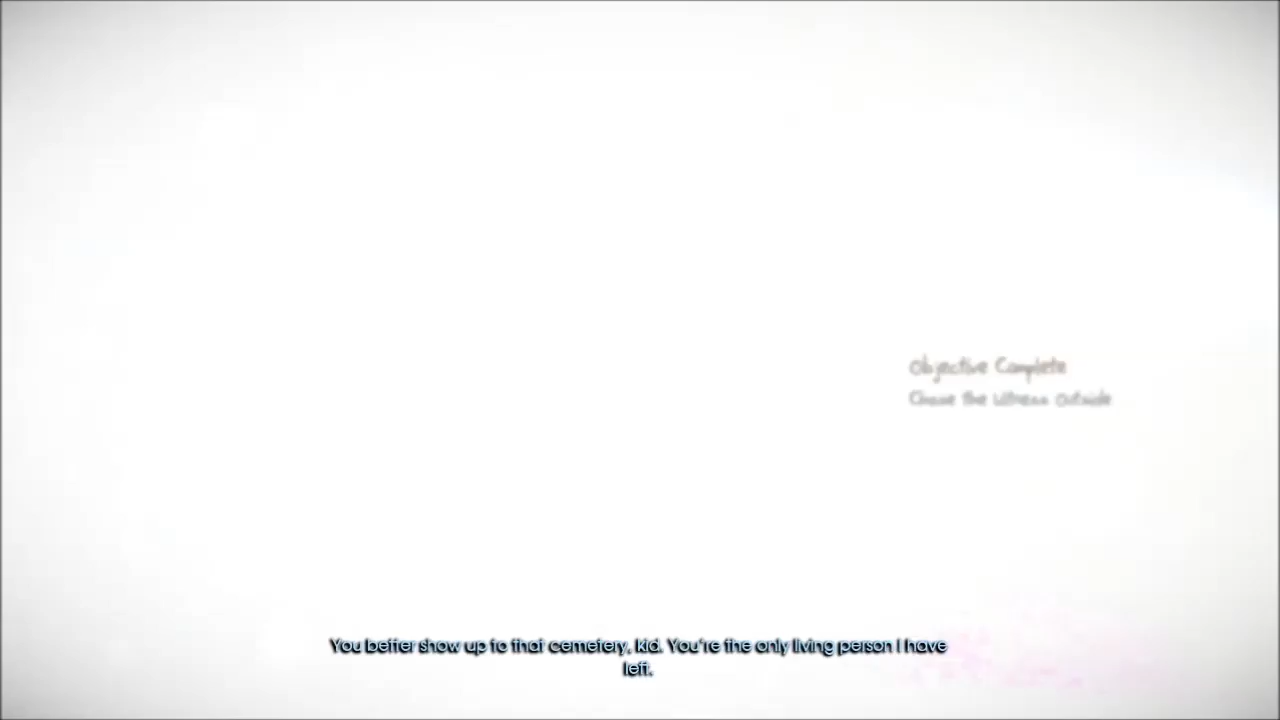 Objective Complete
Chase the Witness Outside
You better show up to that cemetery, kid. You're the only living person I have
left.